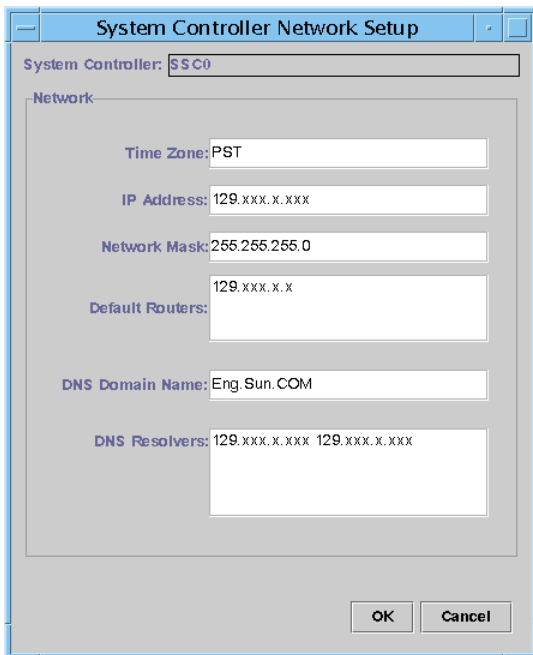 System Controller Network Setup
System Controller: SSC0
Network
Time Zone: PST
IP Address: 129.xxx.x.xxx
Network Mask: 255.255.255.0
Default Routers: 129.xxx.x.x
DNS Domain Name: Eng.Sun.COM
DNS Resolvers: 129.xxx.x.xxx 129.xxx.x.xxx
OK Cancel